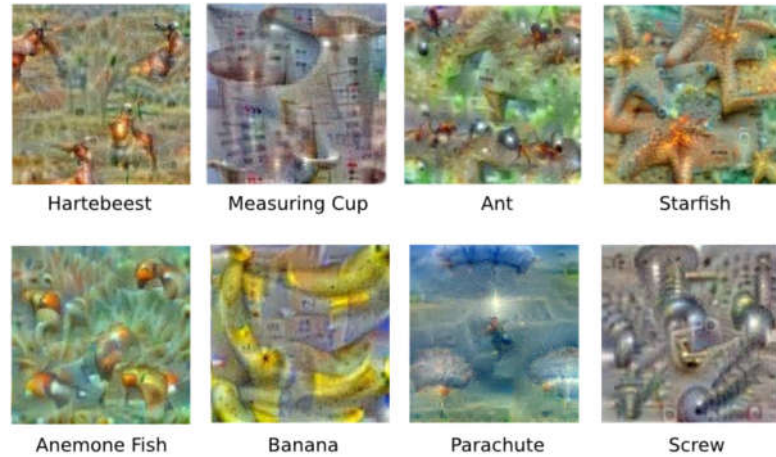 Hartebeest
Measuring Cup
Ant
Starfish
Anemone Fish
Banana
Parachute
Screw